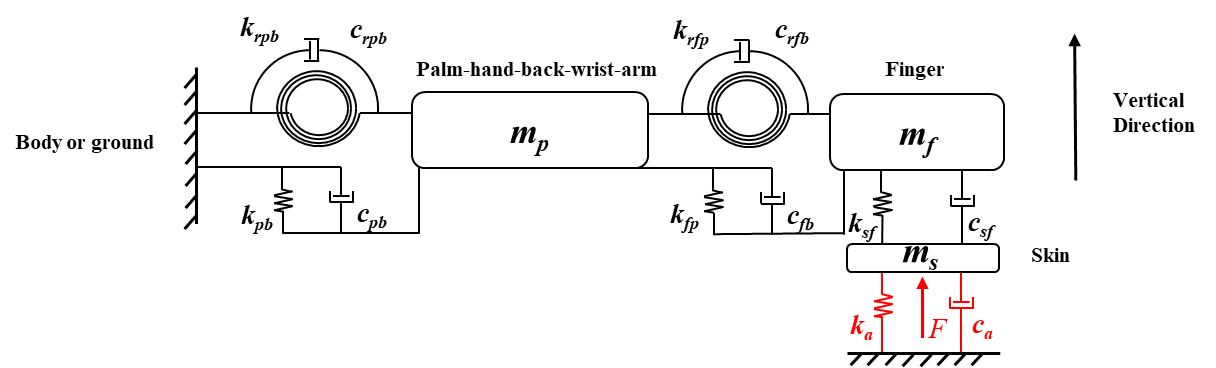 k_rpb c_rpb
k_rfp c_rfb
Palm-hand-back-wrist-arm
Finger
Body or ground
m_p
m_f
Vertical
Direction
k_pb
c_pb
k_fp
c_fb
k_sf
c_sf
m_s
Skin
k_a
F
c_a